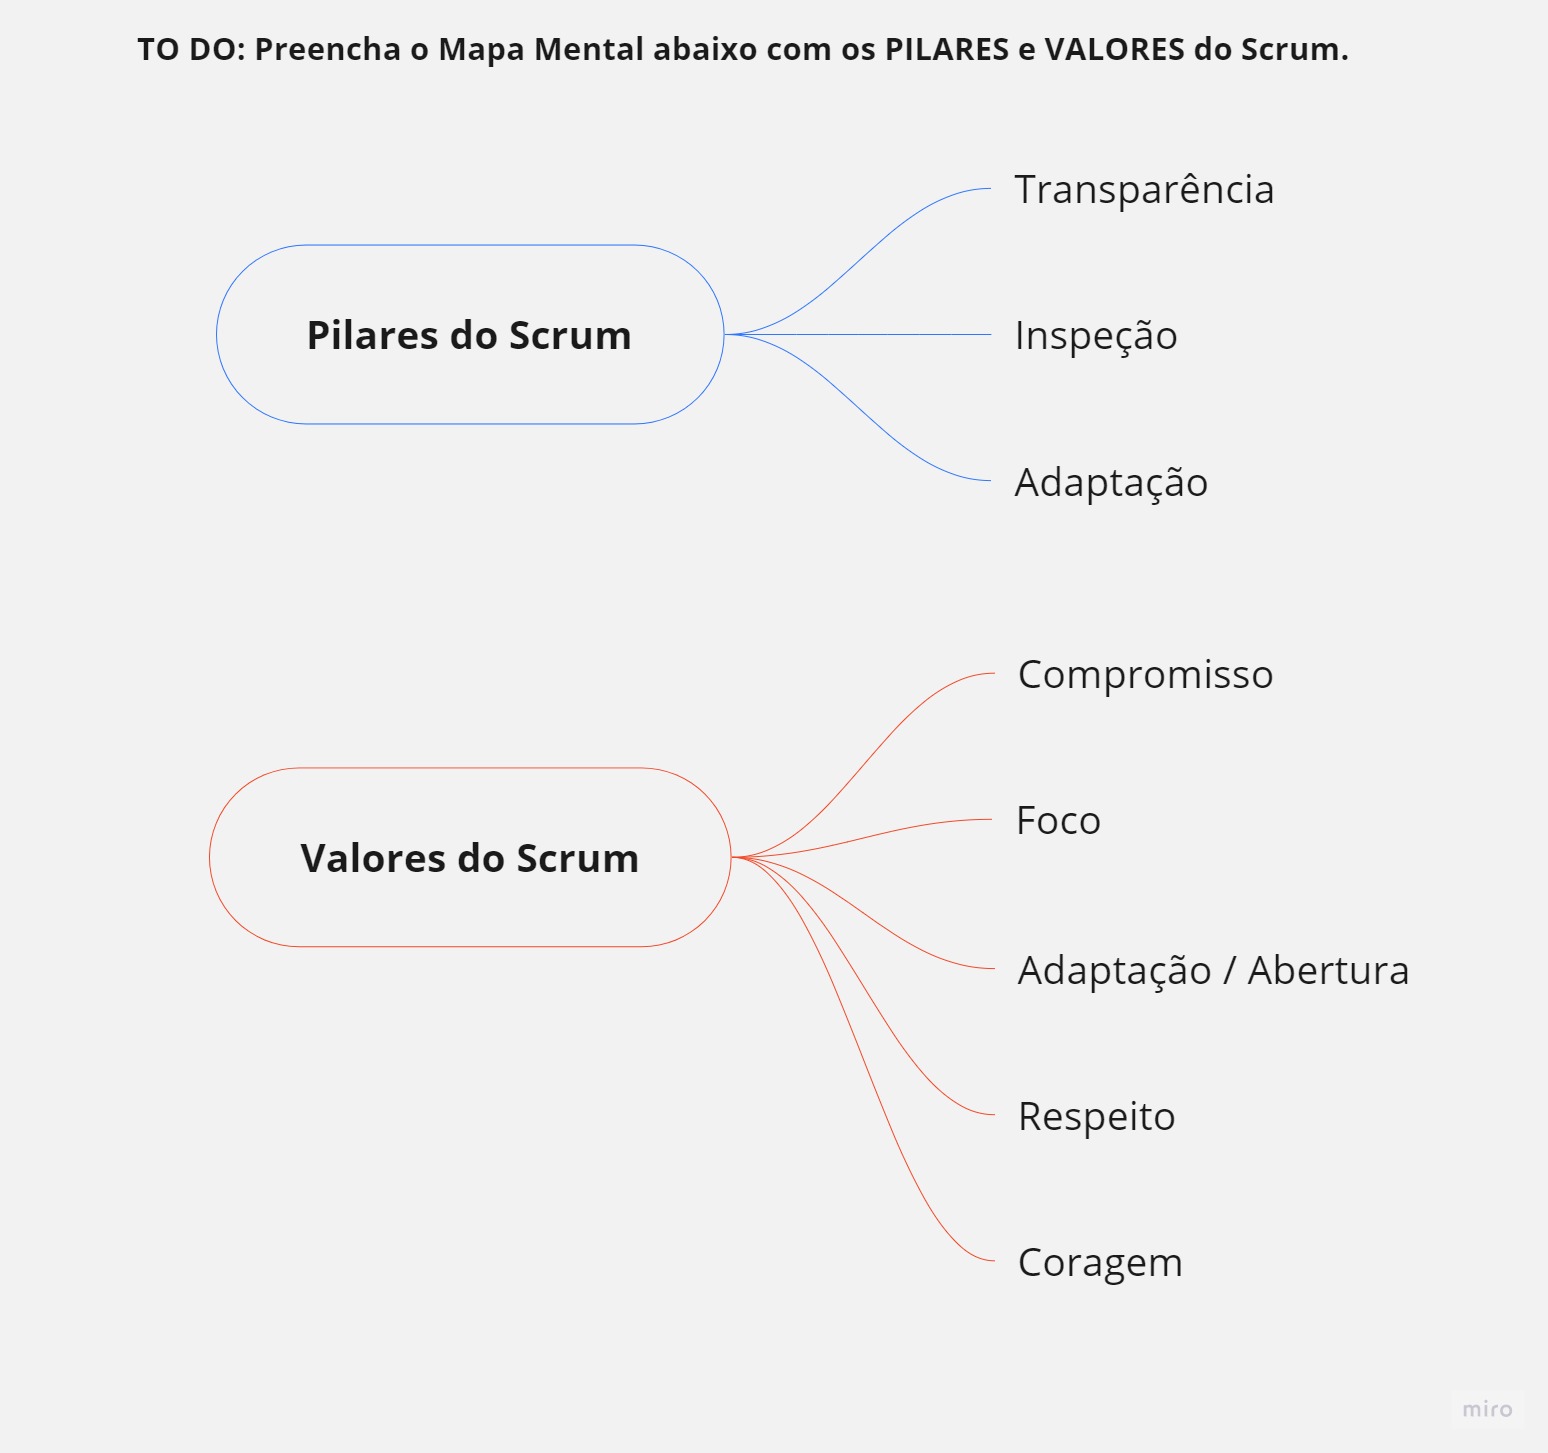 TO DO: Preencha o Mapa Mental abaixo com os PILARES e VALORES do Scrum.
Pilares do Scrum
Transparência
Inspeção
Adaptação
Valores do Scrum
Compromisso
Foco
Adaptação / Abertura
Respeito
Coragem
miro